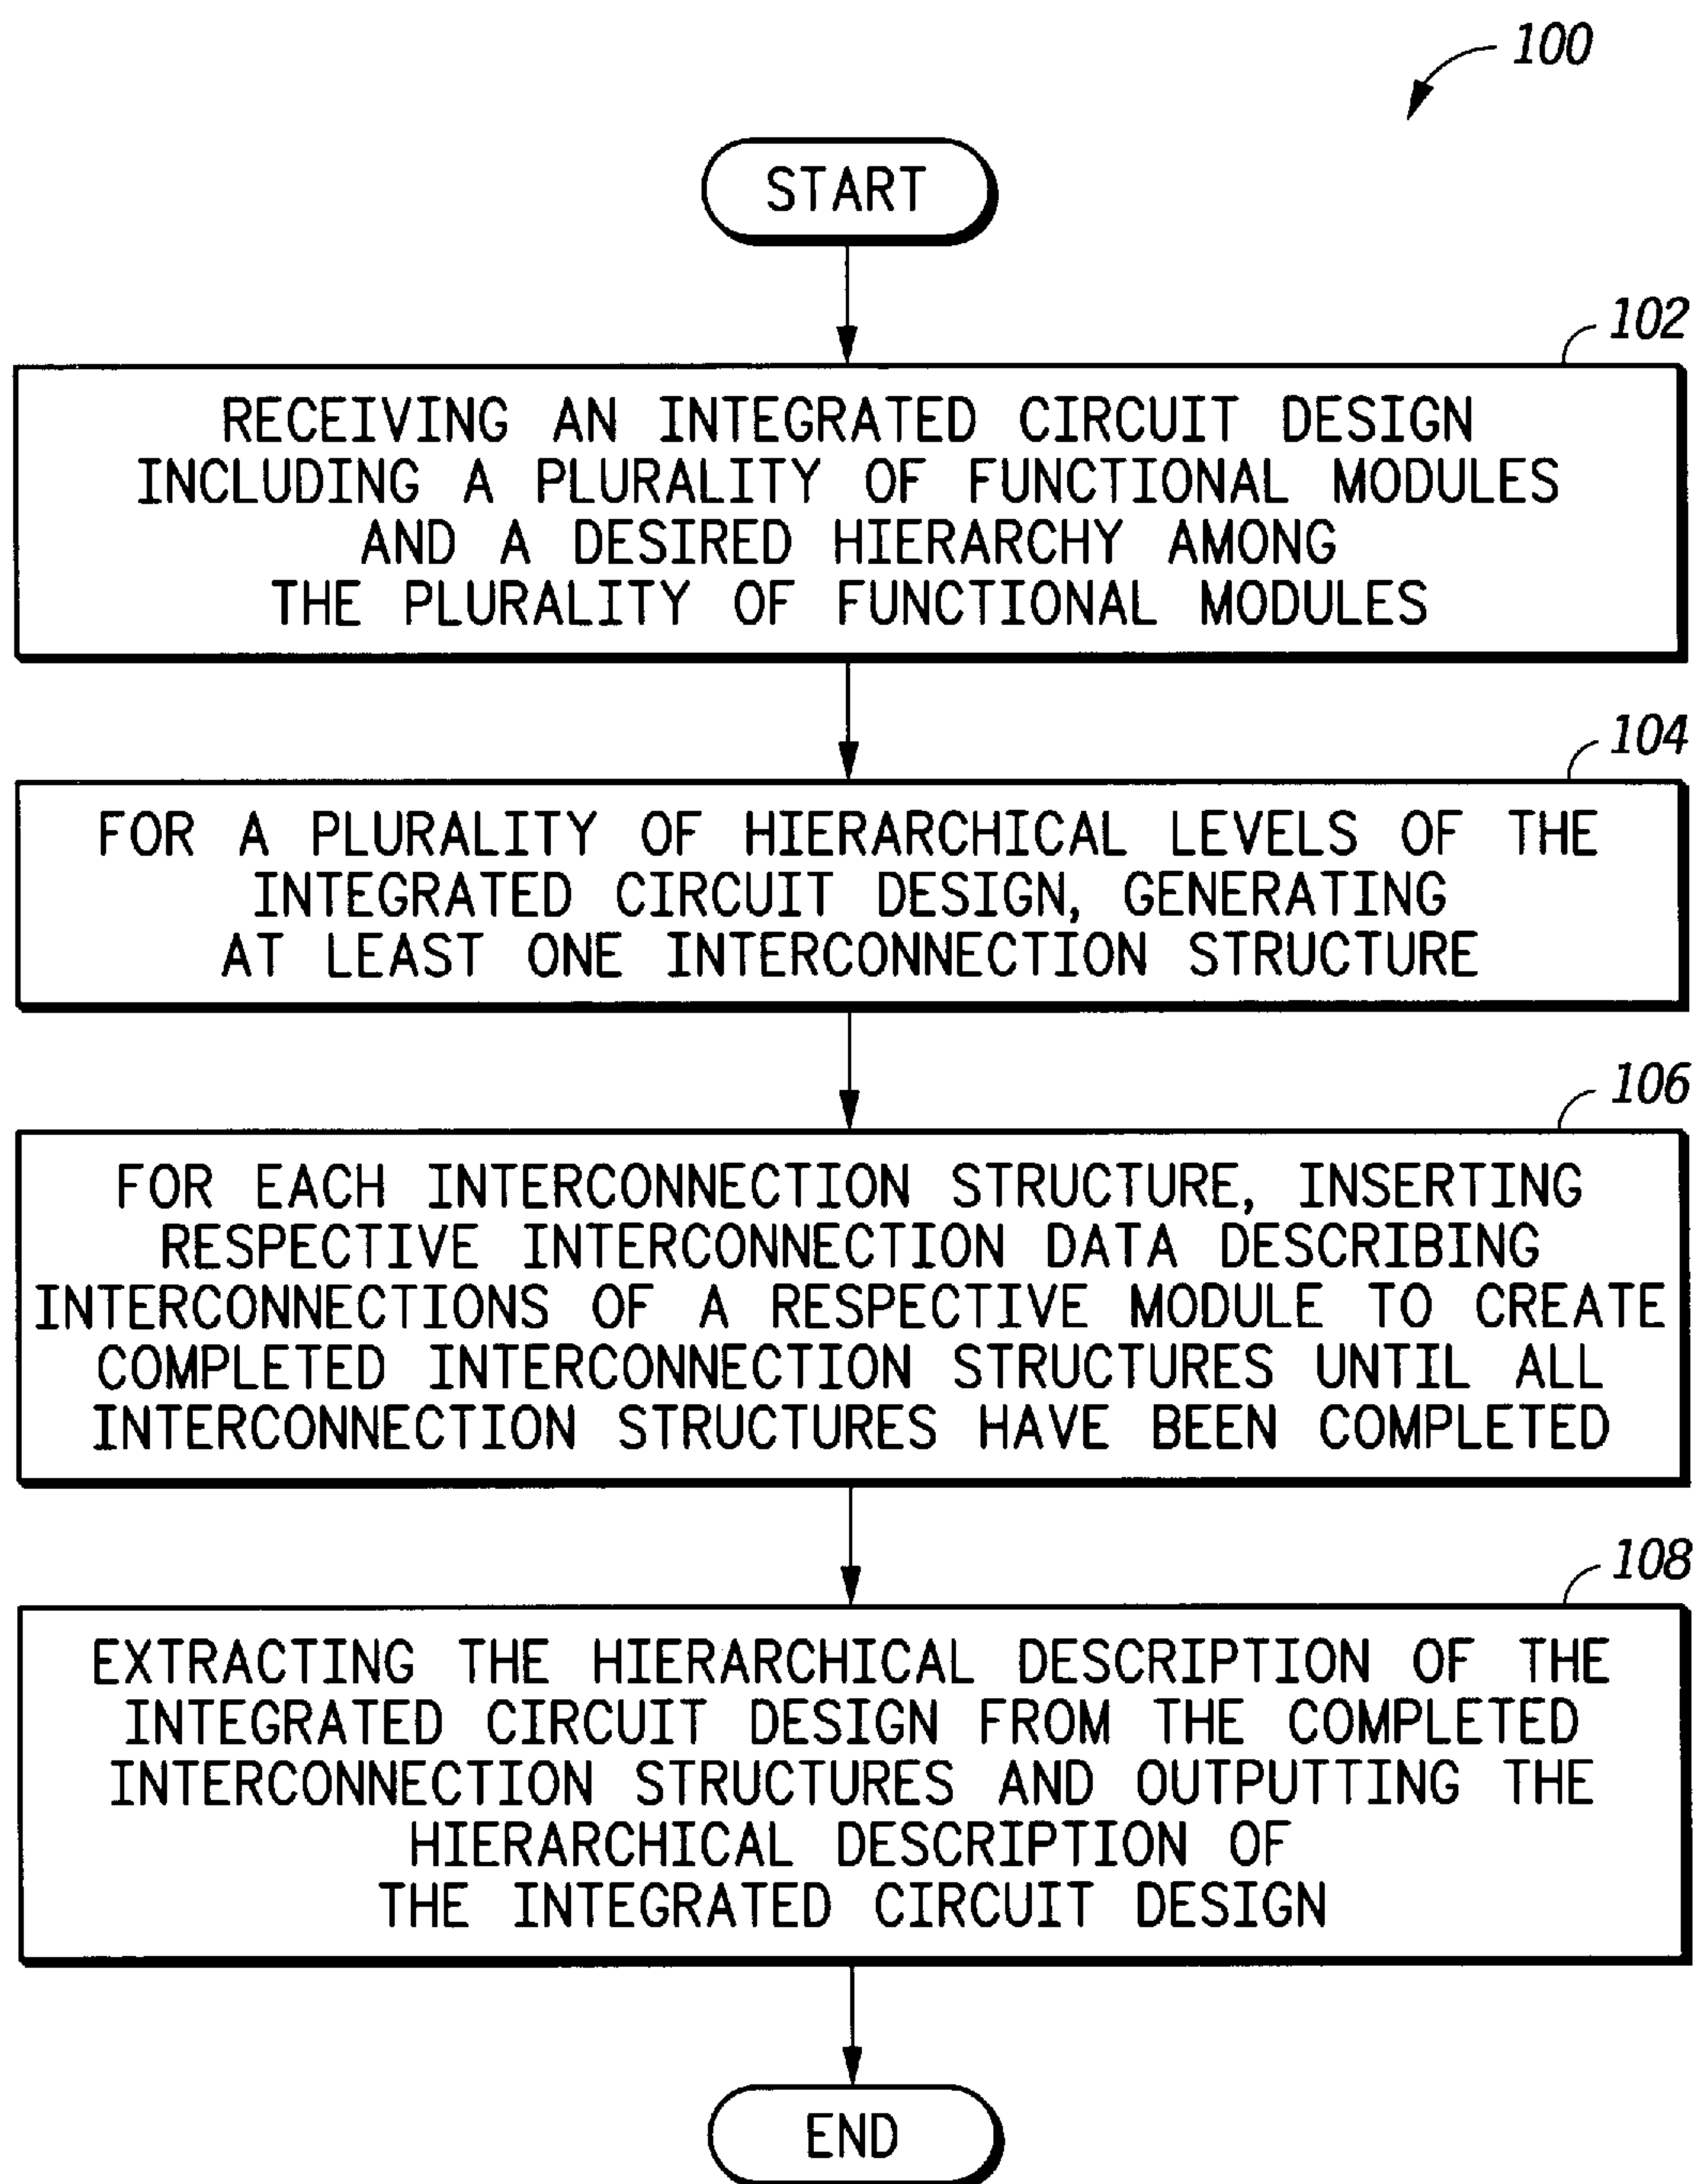 100
START
102
RECEIVING AN INTEGRATED CIRCUIT DESIGN
INCLUDING A PLURALITY OF FUNCTIONAL MODULES
AND A DESIRED HIERARCHY AMONG
THE PLURALITY OF FUNCTIONAL MODULES
104
FOR A PLURALITY OF HIERARCHICAL LEVELS OF THE
INTEGRATED CIRCUIT DESIGN, GENERATING
AT LEAST ONE INTERCONNECTION STRUCTURE
106
FOR EACH INTERCONNECTION STRUCTURE, INSERTING
RESPECTIVE INTERCONNECTION DATA DESCRIBING
INTERCONNECTIONS OF A RESPECTIVE MODULE TO CREATE
COMPLETED INTERCONNECTION STRUCTURES UNTIL ALL
INTERCONNECTION STRUCTURES HAVE BEEN COMPLETED
108
EXTRACTING THE HIERARCHICAL DESCRIPTION OF THE
INTEGRATED CIRCUIT DESIGN FROM THE COMPLETED
INTERCONNECTION STRUCTURES AND OUTPUTTING THE
HIERARCHICAL DESCRIPTION OF
THE INTEGRATED CIRCUIT DESIGN
END